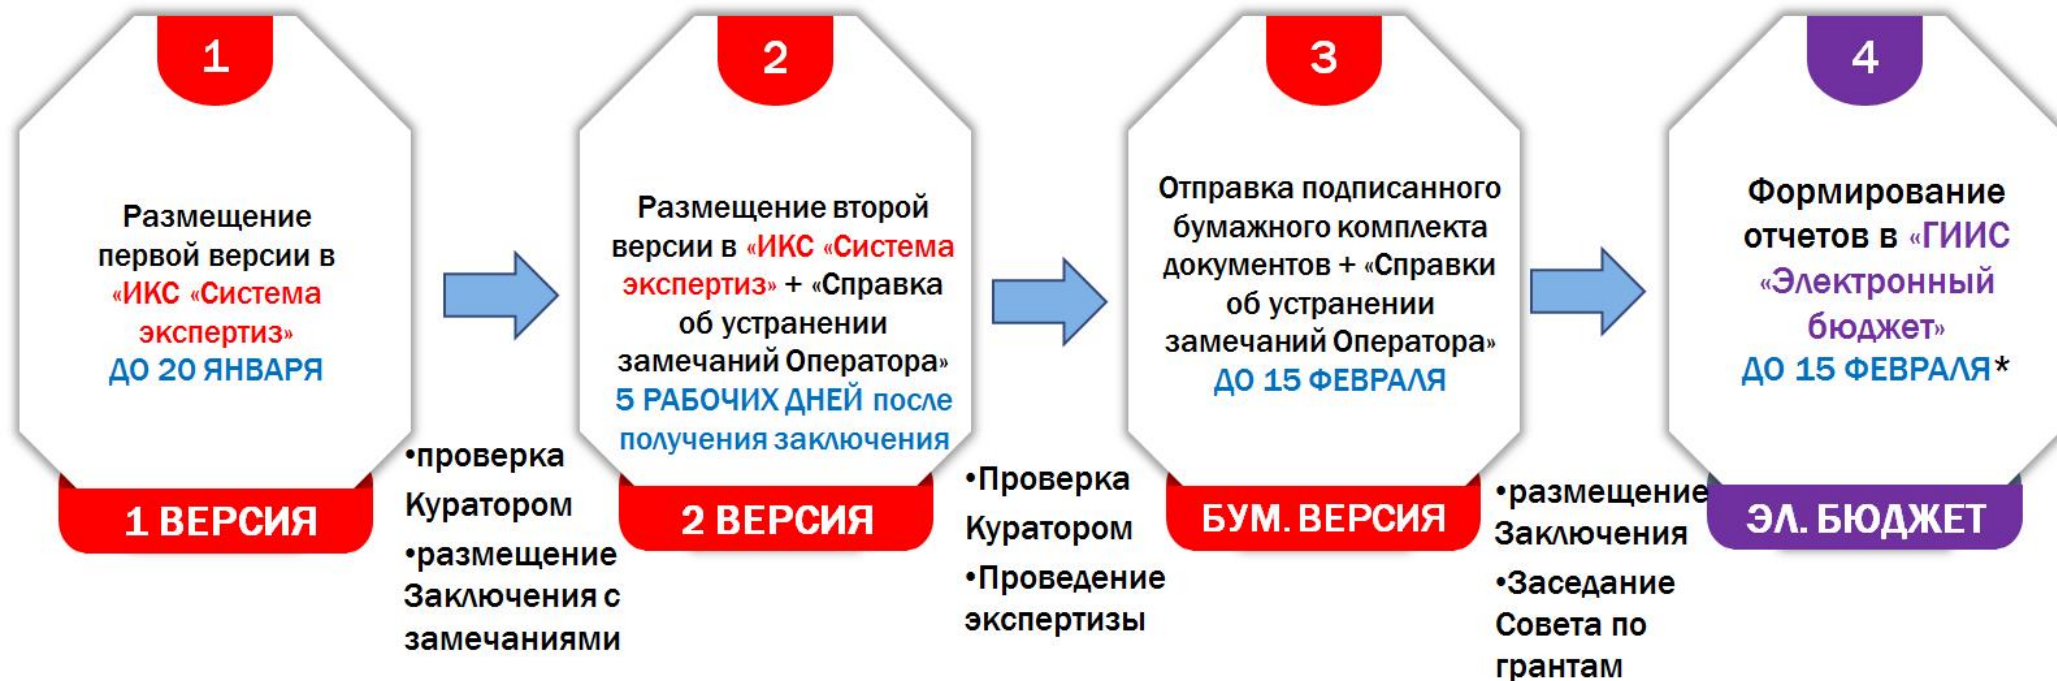 1
Размещение
первой версии в
«ИКС «Система
экспертиз»
ДО 20 ЯНВАРЯ
1 ВЕРСИЯ
•проверка
Куратором
•размещение
Заключения с
замечаниями
2
Размещение второй
версии в «ИКС «Система
экспертиз» + «Справка
об устранении
замечаний Оператора»
5 РАБОЧИХ ДНЕЙ после
получения заключения
2 ВЕРСИЯ
•Проверка
Куратором
•Проведение
экспертизы
3
Отправка подписанного
бумажного комплекта
документов + «Справки
об устранении
замечаний Оператора»
ДО 15 ФЕВРАЛЯ
БУМ. ВЕРСИЯ
•размещение
Заключения
•Заседание
Совета по
грантам
4
Формирование
отчетов в «ГИИС
«Электронный
бюджет»
ДО 15 ФЕВРАЛЯ*
ЭЛ. БЮДЖЕТ